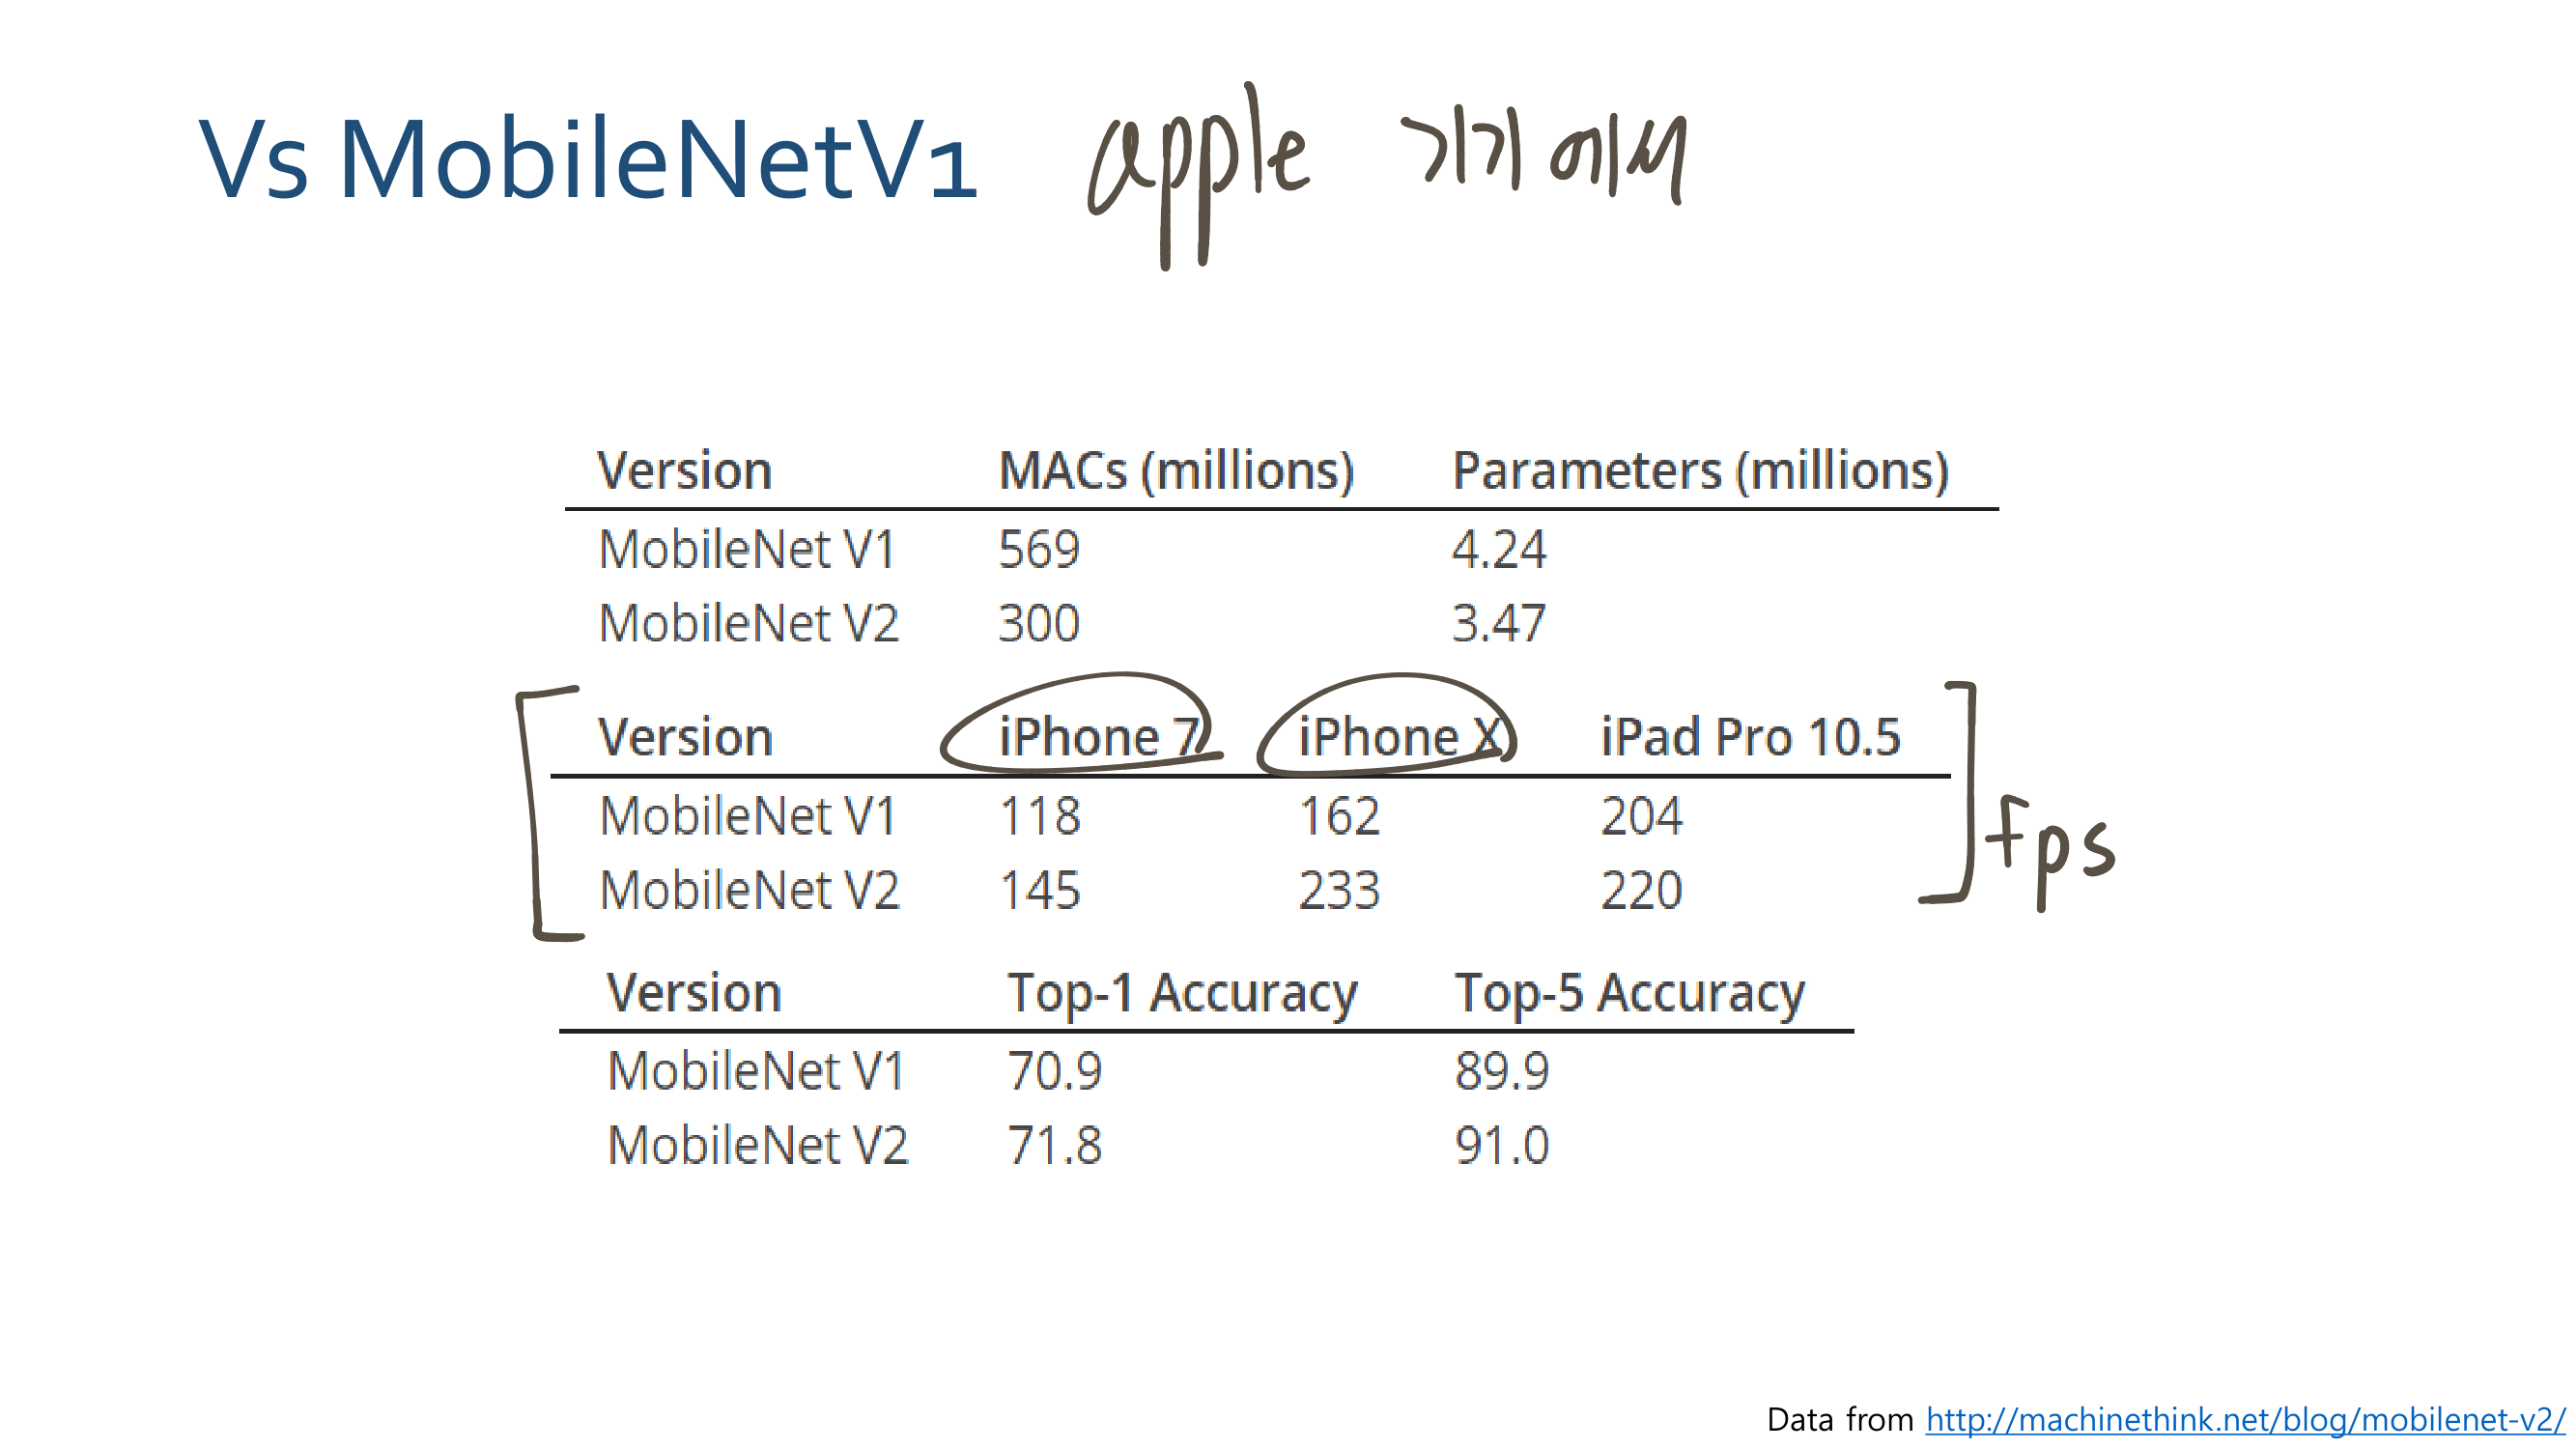 Vs MobileNetV1 apple 기기에서
Version MACs (millions) Parameters (millions)
MobileNet V1 569 4.24
MobileNet V2 300 3.47
Version iPhone 7 iPhone X iPad Pro 10.5
MobileNet V1 118 162 204
fps
MobileNet V2 145 233 220
Version Top-1 Accuracy Top-5 Accuracy
MobileNet V1 70.9 89.9
MobileNet V2 71.8 91.0
Data from http://machinethink.net/blog/mobilenet-v2/